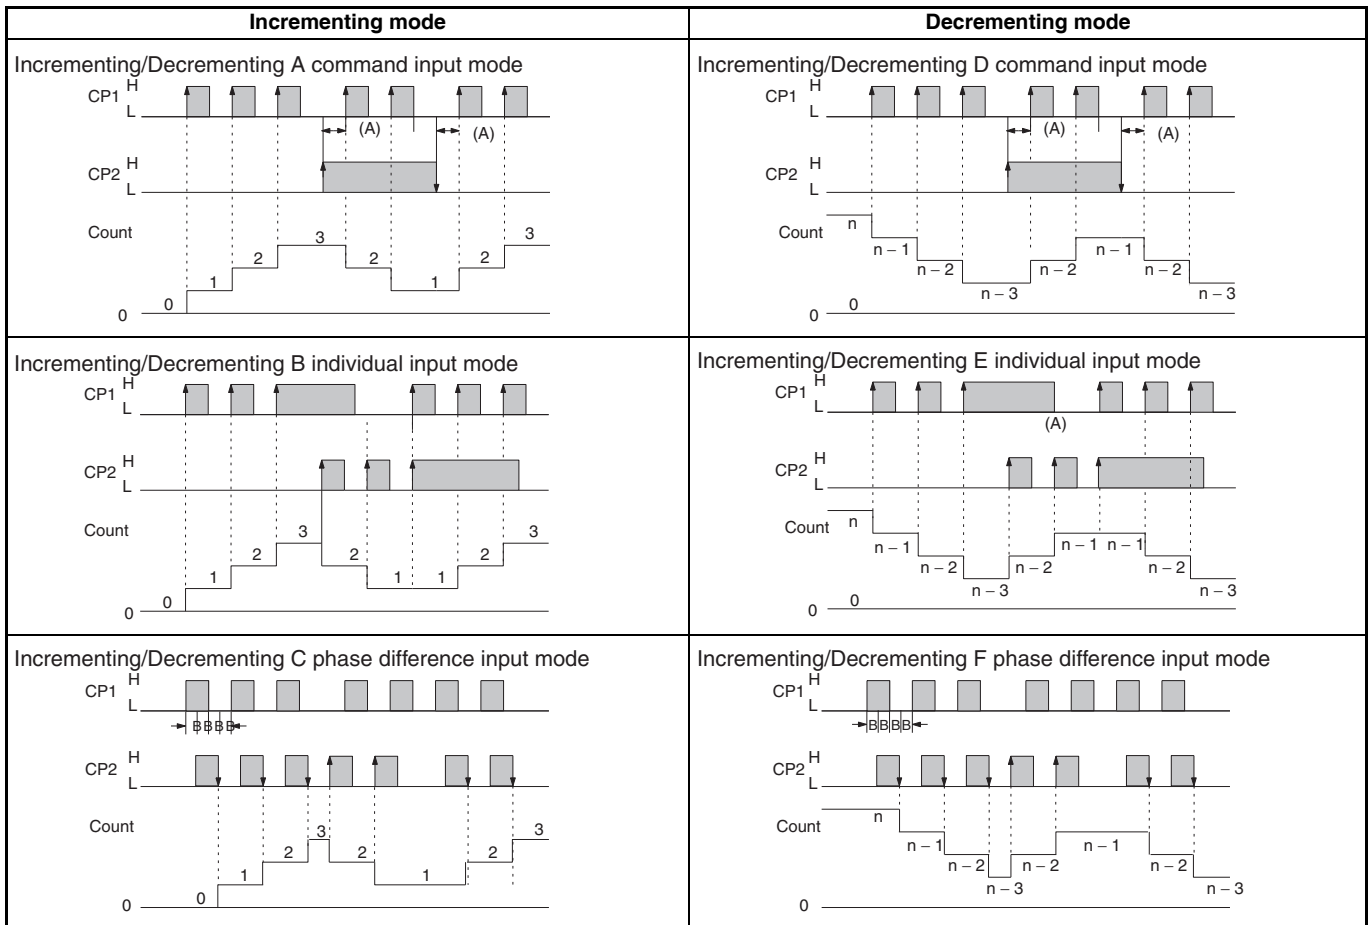 Incrementing mode
Decrementing mode
Incrementing/Decrementing A command input mode
CP1 H
L
(A) (A)
CP2 H
L
Count
0 1 2 3 2 1 2 3
0
Incrementing/Decrementing D command input mode
CP1 H
L
(A) (A)
CP2 H
L
Count
n n – 1 n – 2 n – 3 n – 2 n – 1 n – 2 n – 3
0
0
Incrementing/Decrementing B individual input mode
CP1 H
L
CP2 H
L
Count
0 1 2 3 2 1 1 2 3
0
Incrementing/Decrementing E individual input mode
CP1 H
L
(A)
CP2 H
L
Count
n n – 1 n – 2 n – 3 n – 2 n – 1 n – 1 n – 2 n – 3
0
0
Incrementing/Decrementing C phase difference input mode
CP1 H
L
B B B B
CP2 H
L
Count
0 1 2 3 2 1 2 3
0
Incrementing/Decrementing F phase difference input mode
CP1 H
L
B B B B
CP2 H
L
Count
n n – 1 n – 2 n – 3 n – 2 n – 1 n – 2 n – 3
0